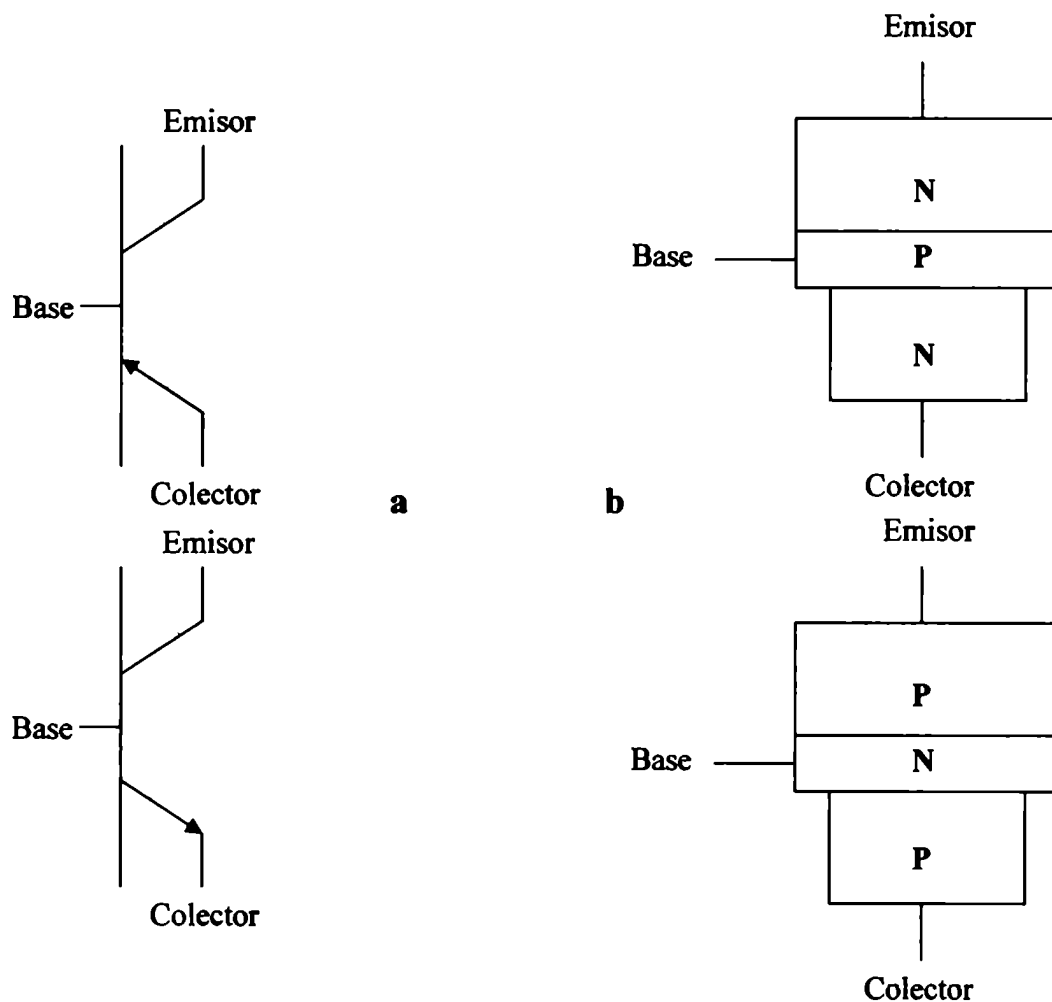 Emisor
Base
Colector
Emisor
Base
Colector
a
b
Emisor
N
Base
P
N
Colector
Emisor
P
Base
N
P
Colector